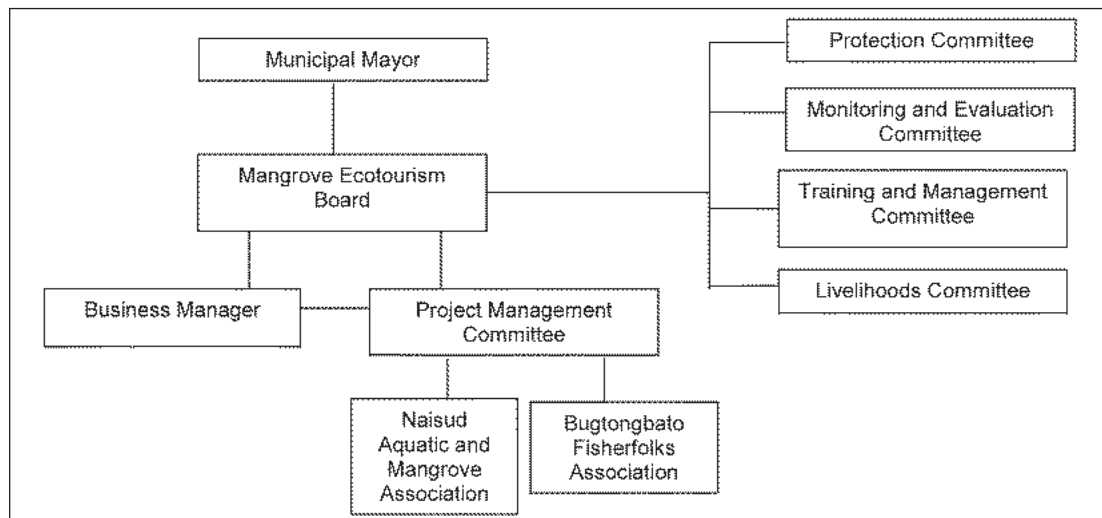 Municipal Mayor
Mangrove Ecotourism
Board
Business Manager
Project Management
Committee
Naisud
Aquatic and
Mangrove
Association
Bugtongbato
Fisherfolks
Association
Protection Committee
Monitoring and Evaluation
Committee
Training and Management
Committee
Livelihoods Committee